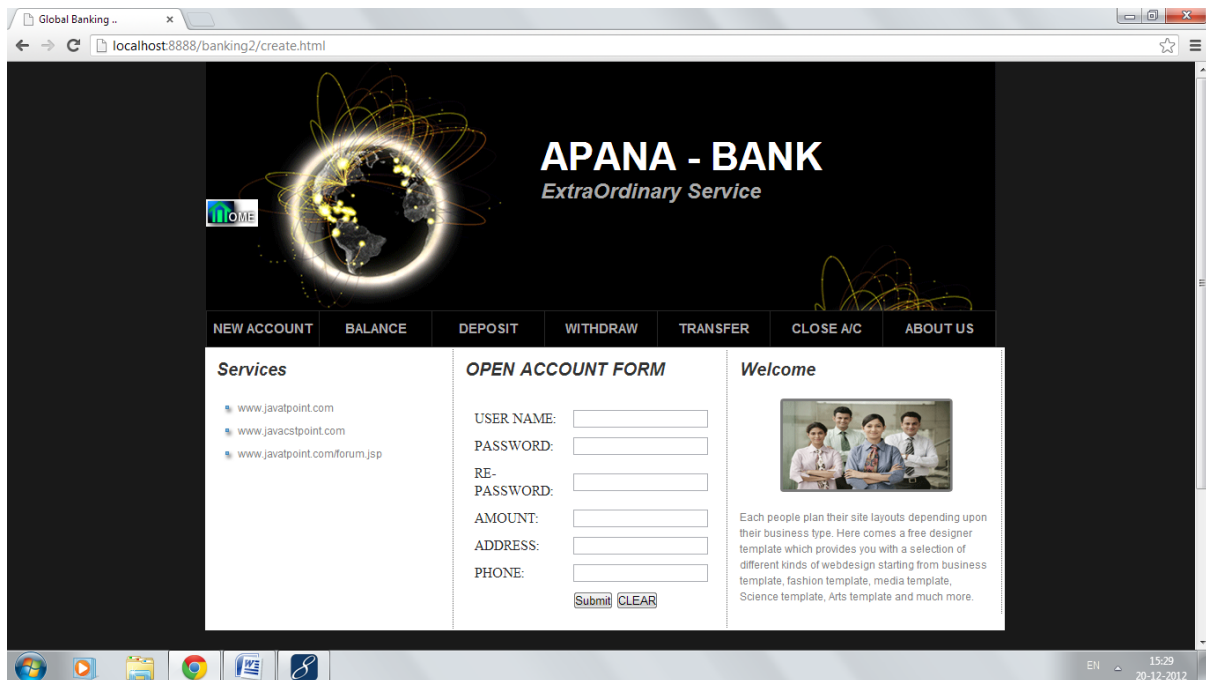 Global Banking ..
localhost:8888/banking2/create.html
APANA - BANK
ExtraOrdinary Service
HOME
NEW ACCOUNT BALANCE DEPOSIT WITHDRAW TRANSFER CLOSE A/C ABOUT US
Services
www.javatpoint.com
www.javacstpoint.com
www.javatpoint.com/forum.jsp
OPEN ACCOUNT FORM
USER NAME:
PASSWORD:
RE-
PASSWORD:
AMOUNT:
ADDRESS:
PHONE:
Submit CLEAR
Welcome
Each people plan their site layouts depending upon
their business type. Here comes a free designer
template which provides you with a selection of
different kinds of webdesign starting from business
template, fashion template, media template,
Science template, Arts template and much more.
EN 15:29
20-12-2012